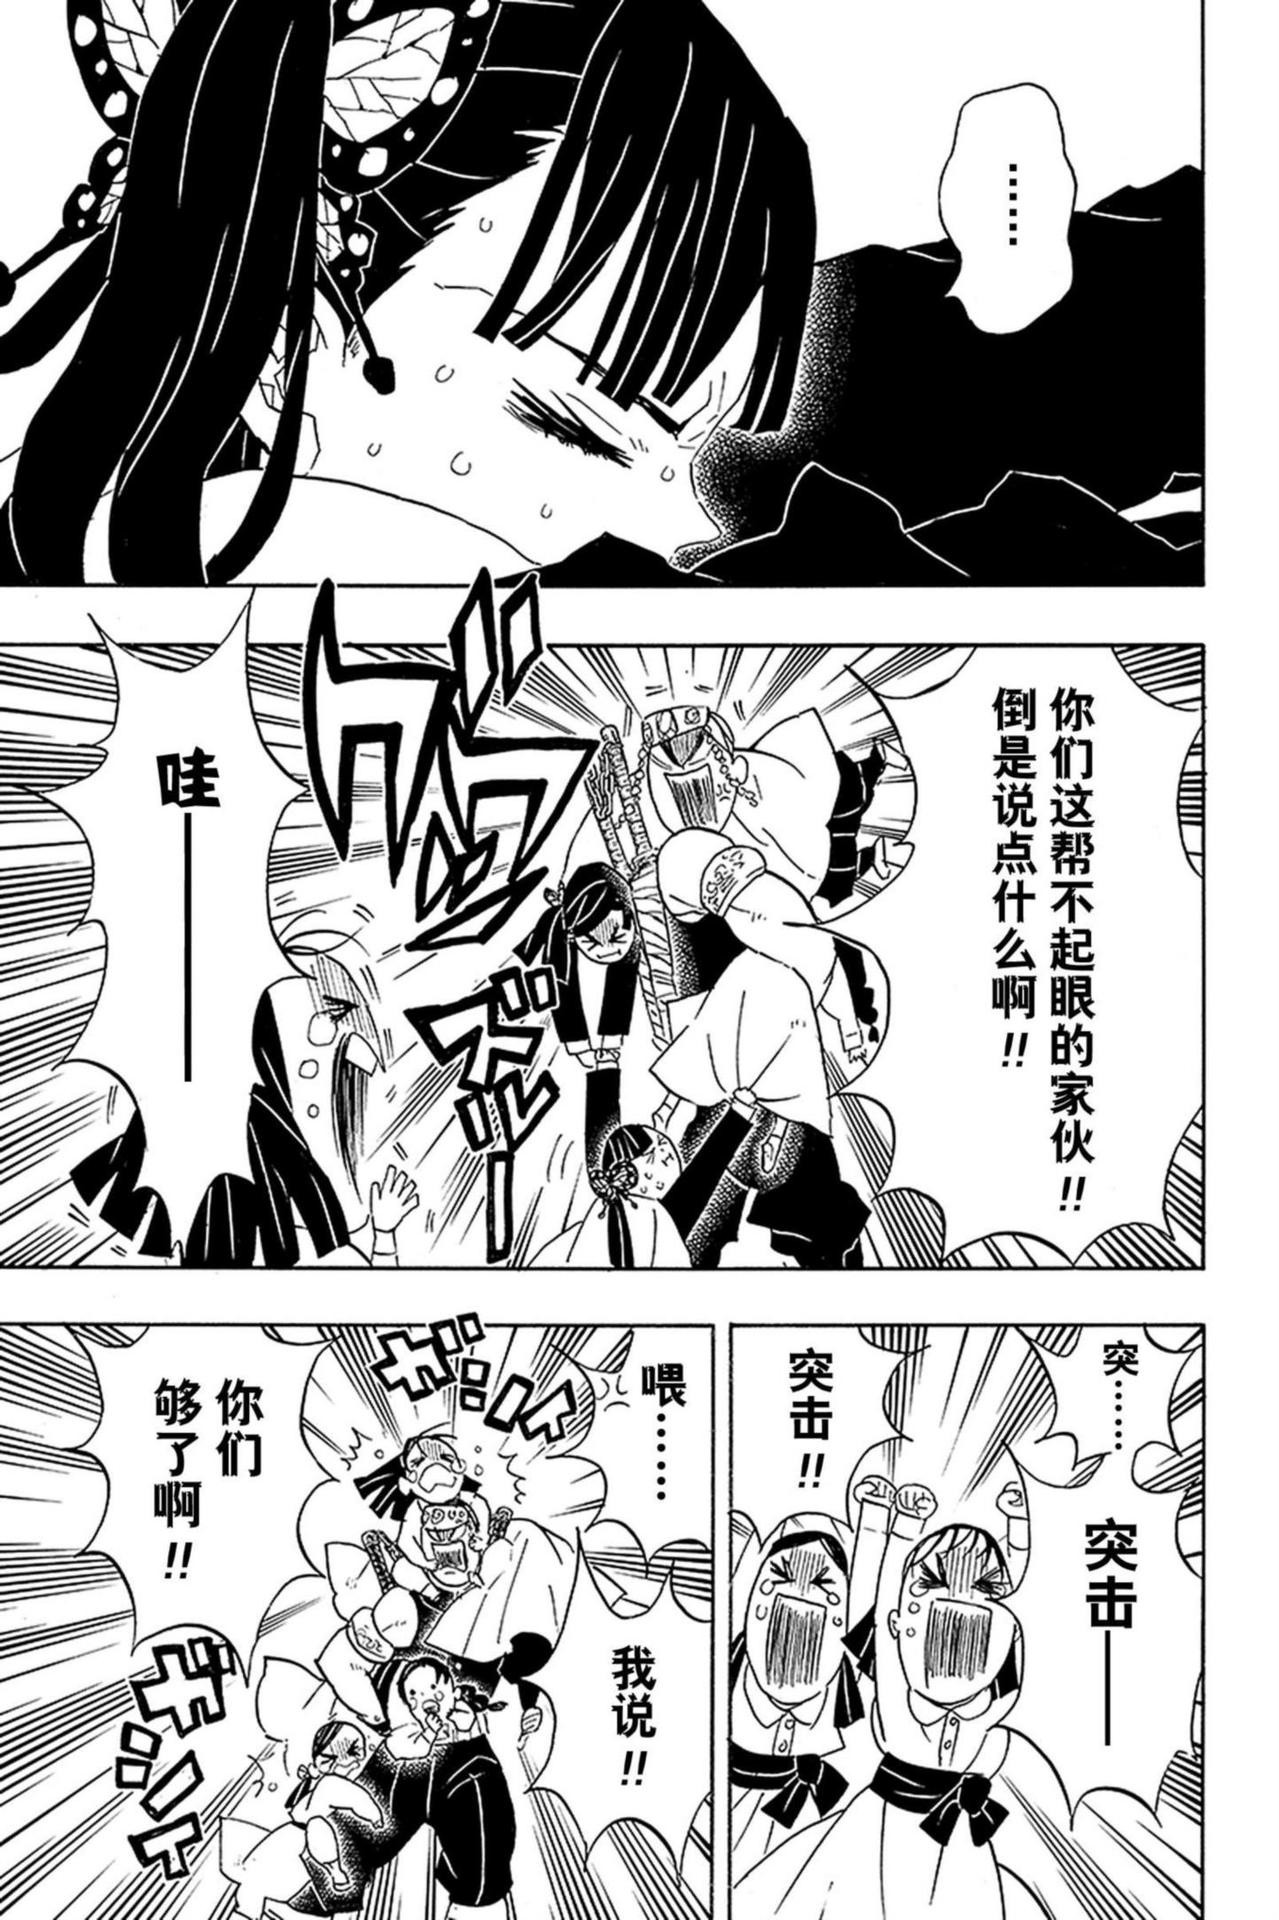 ……
你们这帮不起眼的家伙!!
倒是说点什么啊!!
哇——
突……
突击——
突击!!
喂……
我说!!
你们
够了啊!!